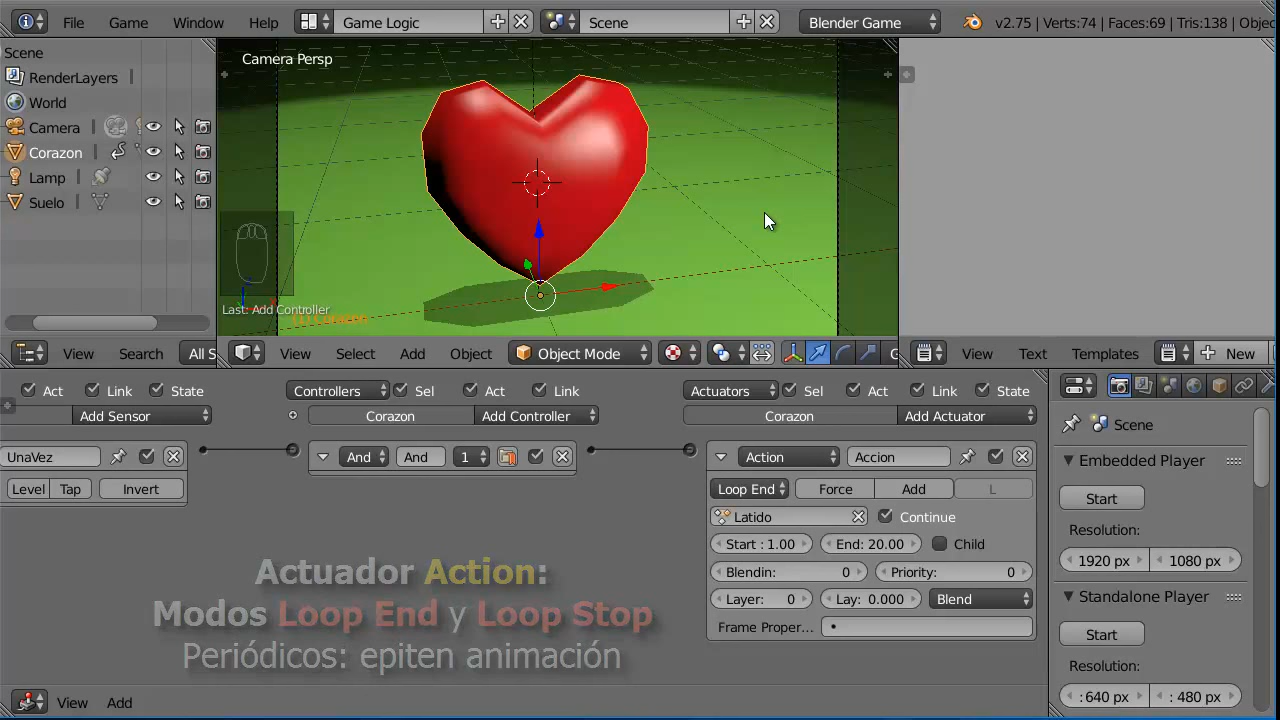 File Game Window Help Game Logic Scene Blender Game v2.75 | Verts:74 | Faces:69 | Tris:138 | Objec
Scene
RenderLayers
World
Camera
Corazon
Lamp
Suelo
View Search All S
Camera Persp
Last: Add Controller
(1) Corazon
View Select Add Object Object Mode
View Text Templates New
Act Link State Controllers Sel Act Link Actuators Sel Act Link State
Add Sensor Corazon Add Controller Corazon Add Actuator
UnaVez And And 1 Action Accion
Level Tap Invert Loop End Force Add L
Latido Continue
Start : 1.00 End: 20.00 Child
Blendin: 0 Priority: 0
Layer: 0 Lay: 0.000 Blend
Frame Proper...
Actuador Action:
Modos Loop End y Loop Stop
Periódicos: epiten animación
View Add
Scene
Embedded Player
Start
Resolution:
1920 px 1080 px
Standalone Player
Start
Resolution:
:640 px : 480 px